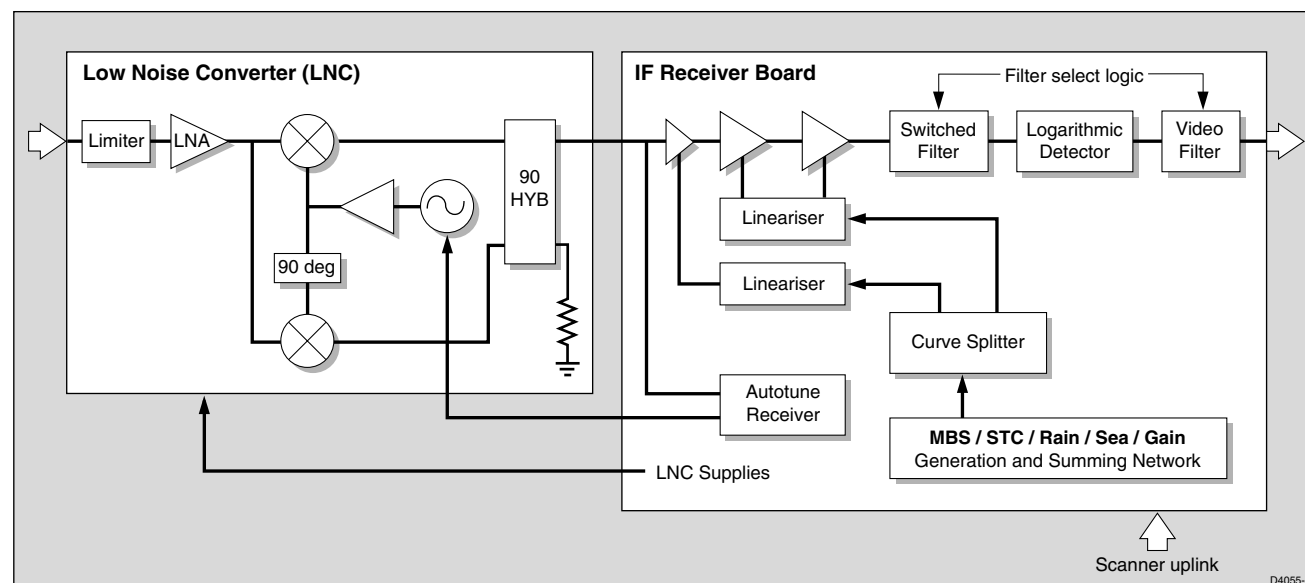 Low Noise Converter (LNC)
IF Receiver Board
Filter select logic
Limiter
LNA
90
HYB
Switched
Filter
Logarithmic
Detector
Video
Filter
Lineariser
90 deg
Lineariser
Curve Splitter
Autotune
Receiver
MBS / STC / Rain / Sea / Gain
Generation and Summing Network
LNC Supplies
Scanner uplink
D4055-